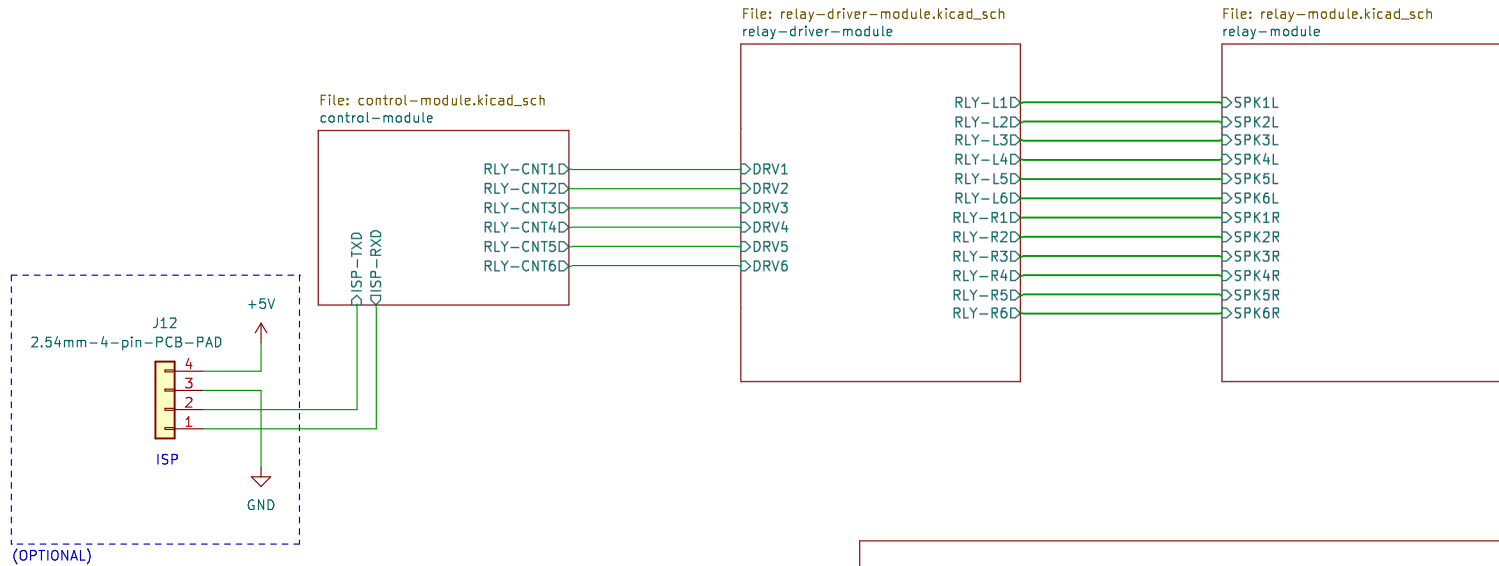 File: relay-driver-module.kicad_sch
relay-driver-module
File: relay-module.kicad_sch
relay-module
File: control-module.kicad_sch
control-module
RLY-CNT1
RLY-CNT2
RLY-CNT3
RLY-CNT4
RLY-CNT5
RLY-CNT6
ISP-TXD
ISP-RXD
DRV1
DRV2
DRV3
DRV4
DRV5
DRV6
RLY-L1
RLY-L2
RLY-L3
RLY-L4
RLY-L5
RLY-L6
RLY-R1
RLY-R2
RLY-R3
RLY-R4
RLY-R5
RLY-R6
SPK1L
SPK2L
SPK3L
SPK4L
SPK5L
SPK6L
SPK1R
SPK2R
SPK3R
SPK4R
SPK5R
SPK6R
+5V
J12
2.54mm-4-pin-PCB-PAD
4
3
2
1
ISP
GND
(OPTIONAL)